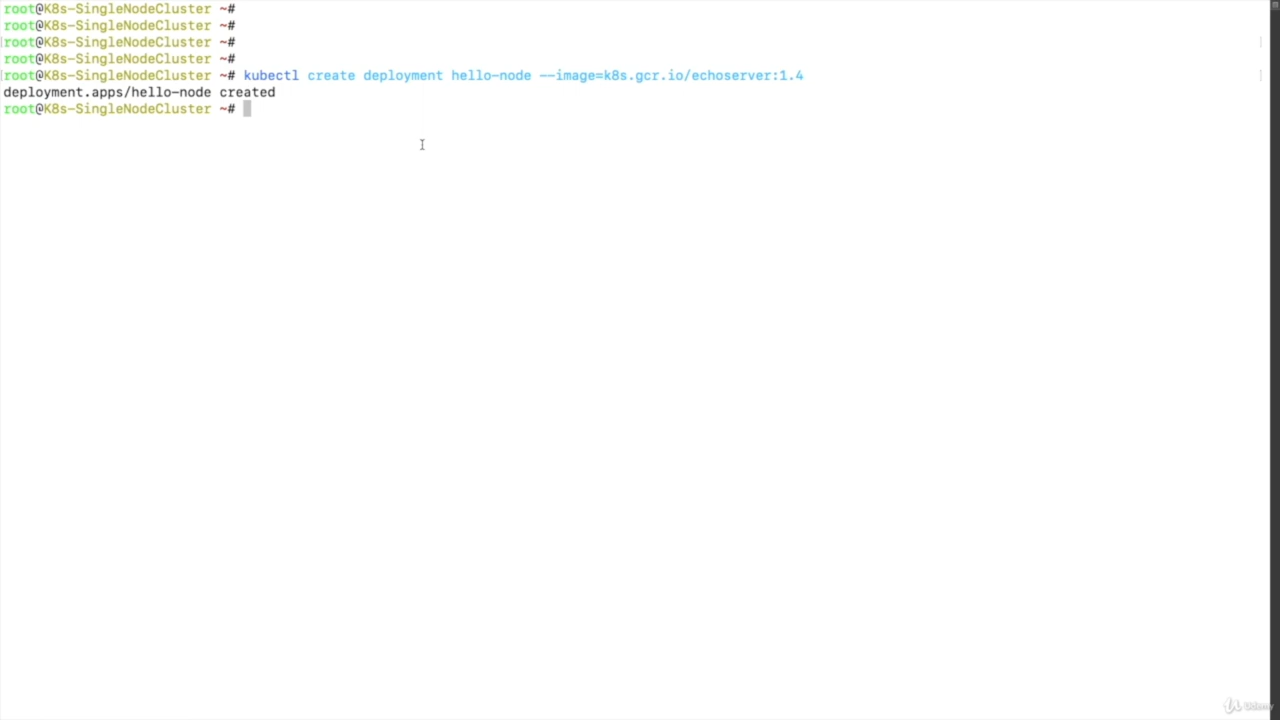 root@K8s-SingleNodeCluster ~#
root@K8s-SingleNodeCluster ~#
root@K8s-SingleNodeCluster ~#
root@K8s-SingleNodeCluster ~#
root@K8s-SingleNodeCluster ~# kubectl create deployment hello-node --image=k8s.gcr.io/echoserver:1.4
deployment.apps/hello-node created
root@K8s-SingleNodeCluster ~#
Udemy